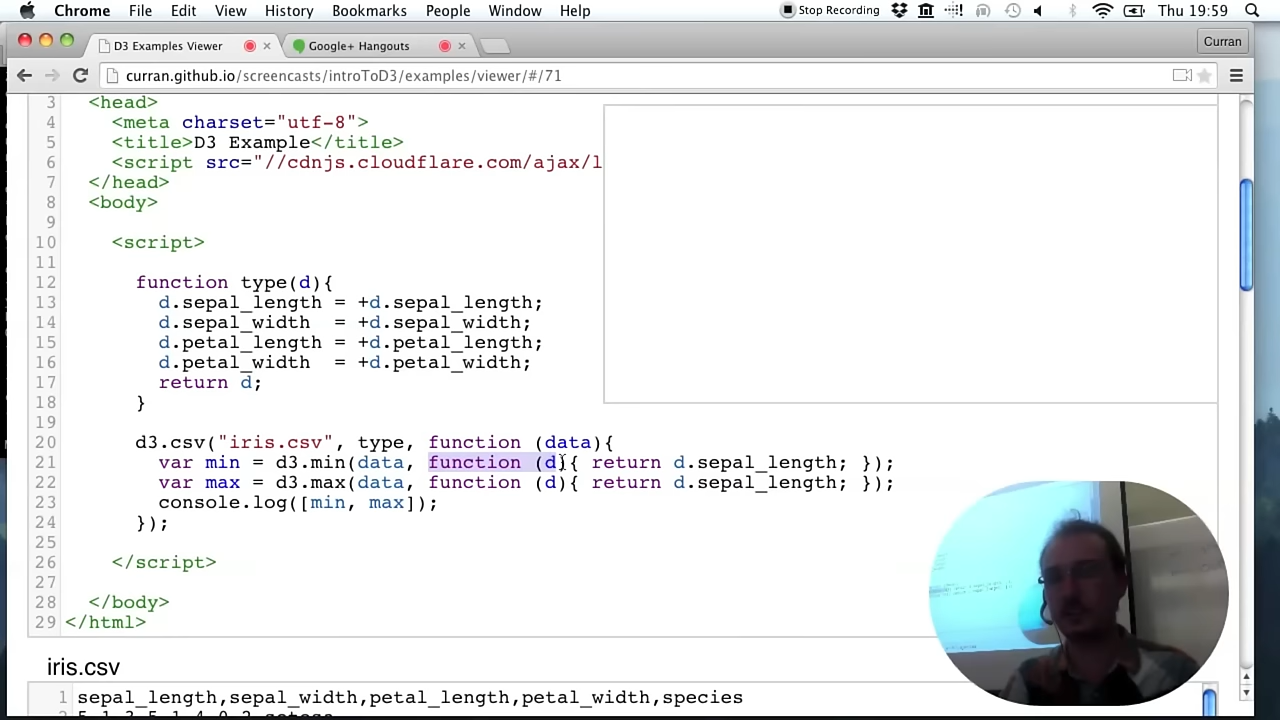 Chrome File Edit View History Bookmarks People Window Help Stop Recording Thu 19:59
D3 Examples Viewer Google+ Hangouts Curran
curran.github.io/screencasts/introToD3/examples/viewer/#/71
3 <head>
4 <meta charset="utf-8">
5 <title>D3 Example</title>
6 <script src="//cdnjs.cloudflare.com/ajax/l
7 </head>
8 <body>
9
10 <script>
11
12 function type(d){
13 d.sepal_length = +d.sepal_length;
14 d.sepal_width = +d.sepal_width;
15 d.petal_length = +d.petal_length;
16 d.petal_width = +d.petal_width;
17 return d;
18 }
19
20 d3.csv("iris.csv", type, function (data){
21 var min = d3.min(data, function (d){ return d.sepal_length; });
22 var max = d3.max(data, function (d){ return d.sepal_length; });
23 console.log([min, max]);
24 });
25
26 </script>
27
28 </body>
29 </html>
iris.csv
1 sepal_length,sepal_width,petal_length,petal_width,species